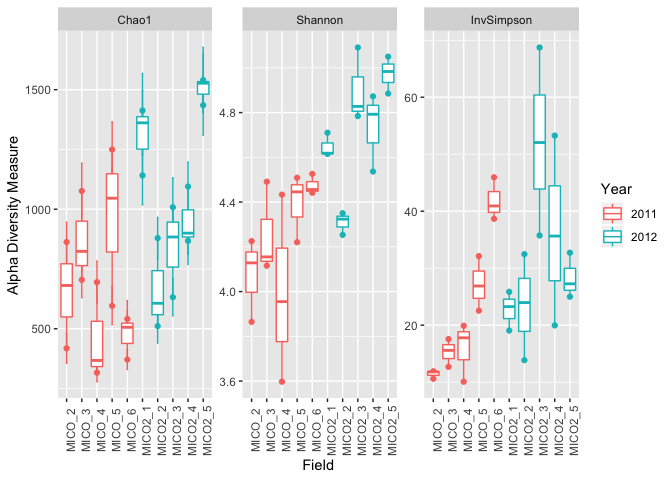 Chao1
Shannon
InvSimpson
Alpha Diversity Measure
1500
1000
500
4.8
4.4
4.0
3.6
60
40
20
MICO_2
MICO_3
MICO_4
MICO_5
MICO_6
MICO2_1
MICO2_2
MICO2_3
MICO2_4
MICO2_5
MICO_2
MICO_3
MICO_4
MICO_5
MICO_6
MICO2_1
MICO2_2
MICO2_3
MICO2_4
MICO2_5
MICO_2
MICO_3
MICO_4
MICO_5
MICO_6
MICO2_1
MICO2_2
MICO2_3
MICO2_4
MICO2_5
Field
Year
2011
2012